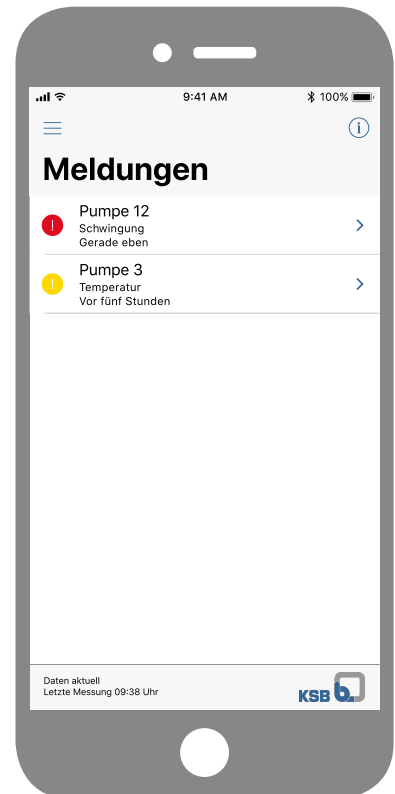 9:41 AM
100%
Meldungen
Pumpe 12
Schwingung
Gerade eben
Pumpe 3
Temperatur
Vor fünf Stunden
Daten aktuell
Letzte Messung 09:38 Uhr
KSB b.